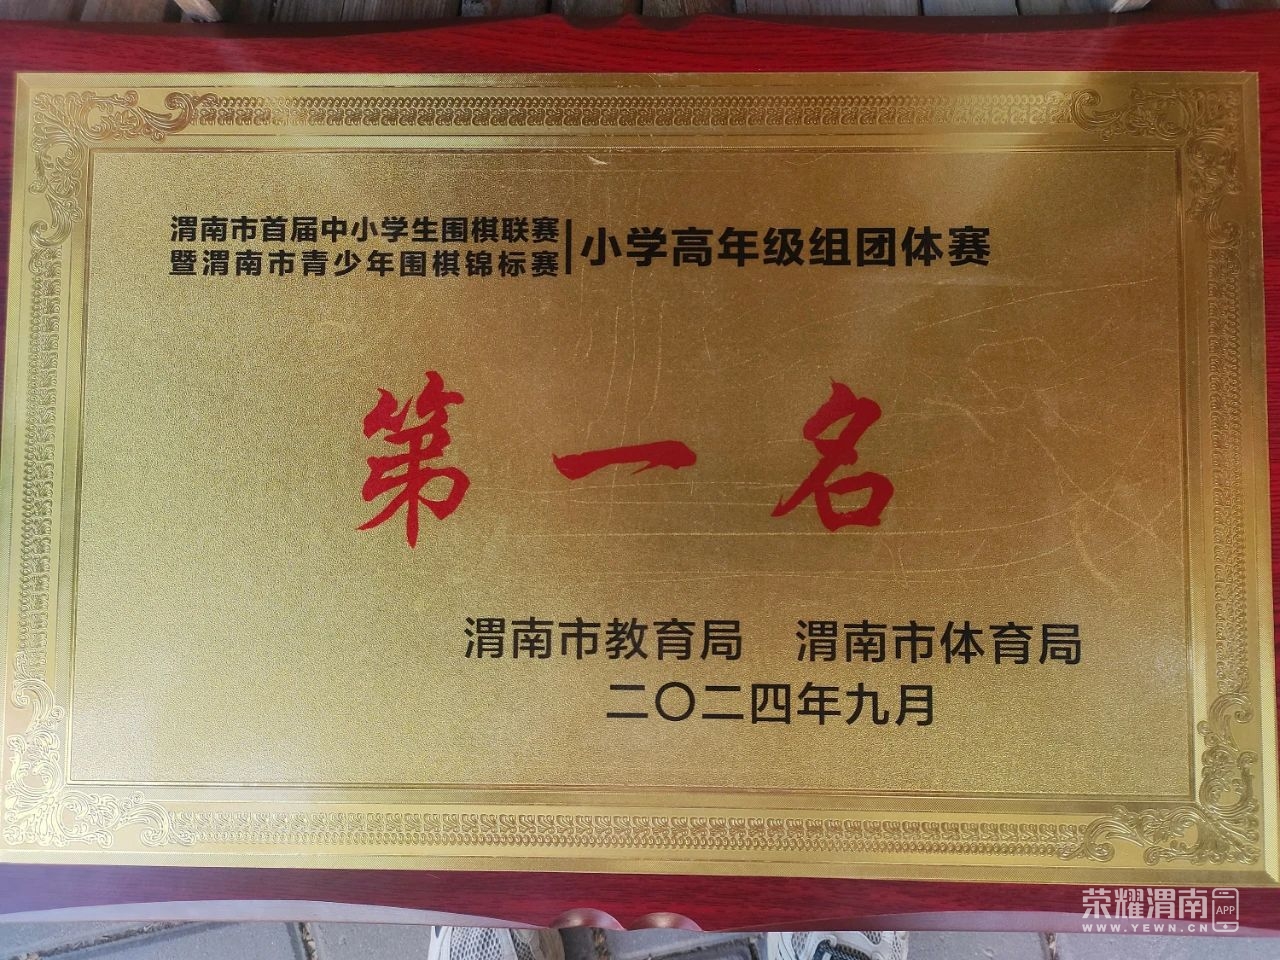 渭南市首届中小学生围棋联赛
暨渭南市青少年围棋锦标赛
小学高年级组团体赛
第一名
渭南市教育局 渭南市体育局
二〇二四年九月
荣耀渭南 APP
WWW.YEWN.CN